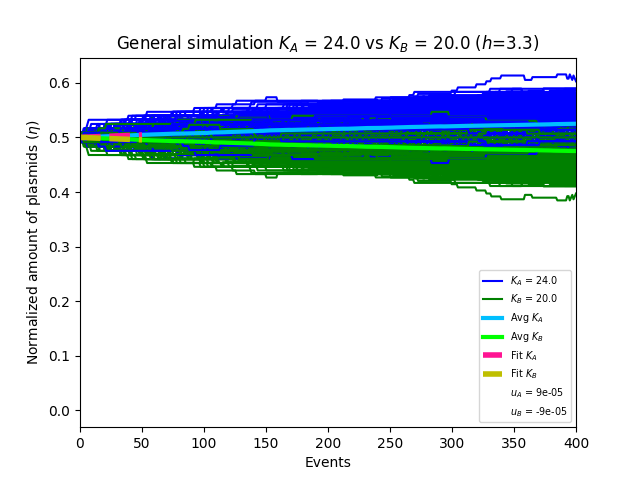 General simulation K_A = 24.0 vs K_B = 20.0 (h=3.3)
Normalized amount of plasmids (η)
0.6
0.5
0.4
0.3
0.2
0.1
0.0
K_A = 24.0
K_B = 20.0
Avg K_A
Avg K_B
Fit K_A
Fit K_B
u_A = 9e-05
u_B = -9e-05
0 50 100 150 200 250 300 350 400
Events